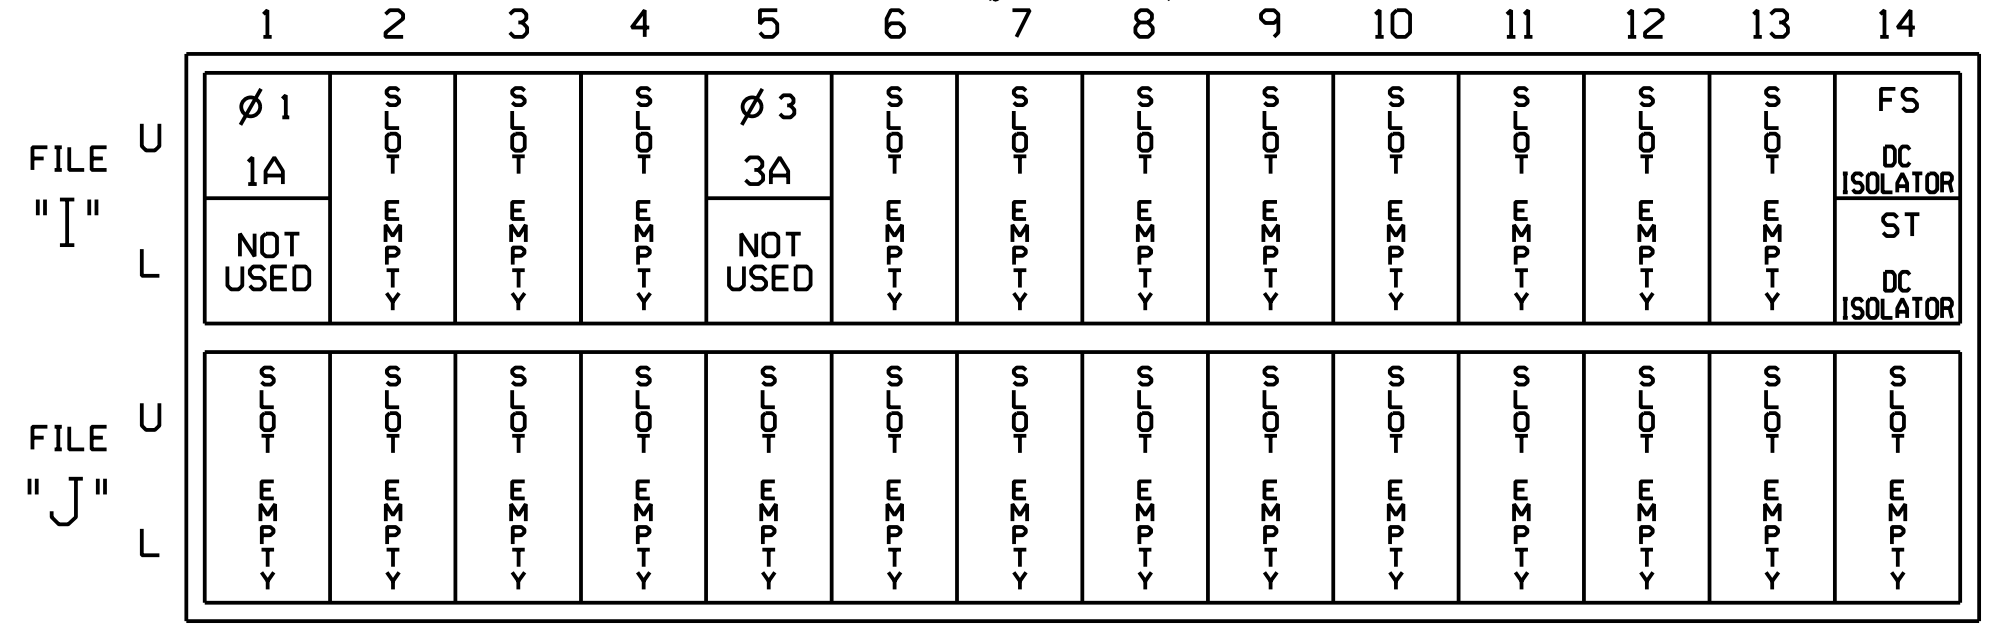 1 2 3 4 5 6 7 8 9 10 11 12 13 14
FILE "I"
U
L
Ø 1
1A
NOT
USED
SLOT EMPTY
SLOT EMPTY
SLOT EMPTY
Ø 3
3A
NOT
USED
SLOT EMPTY
SLOT EMPTY
SLOT EMPTY
SLOT EMPTY
SLOT EMPTY
SLOT EMPTY
SLOT EMPTY
SLOT EMPTY
FS
DC
ISOLATOR
ST
DC
ISOLATOR
FILE "J"
U
L
SLOT EMPTY
SLOT EMPTY
SLOT EMPTY
SLOT EMPTY
SLOT EMPTY
SLOT EMPTY
SLOT EMPTY
SLOT EMPTY
SLOT EMPTY
SLOT EMPTY
SLOT EMPTY
SLOT EMPTY
SLOT EMPTY
SLOT EMPTY